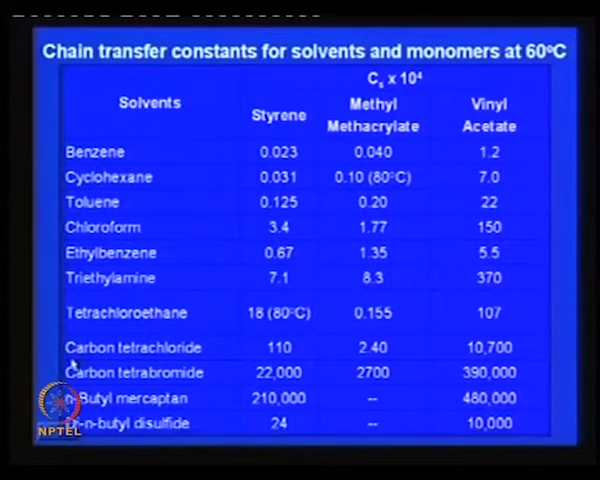 Chain transfer constants for solvents and monomers at 60°C
Cs x 10⁴
Solvents Styrene Methyl Methacrylate Vinyl Acetate
Benzene 0.023 0.040 1.2
Cyclohexane 0.031 0.10 (80°C) 7.0
Toluene 0.125 0.20 22
Chloroform 3.4 1.77 150
Ethylbenzene 0.67 1.35 5.5
Triethylamine 7.1 8.3 370
Tetrachloroethane 18 (80°C) 0.155 107
Carbon tetrachloride 110 2.40 10,700
Carbon tetrabromide 22,000 2700 390,000
n-Butyl mercaptan 210,000 -- 480,000
-n-butyl disulfide 24 -- 10,000
NPTEL